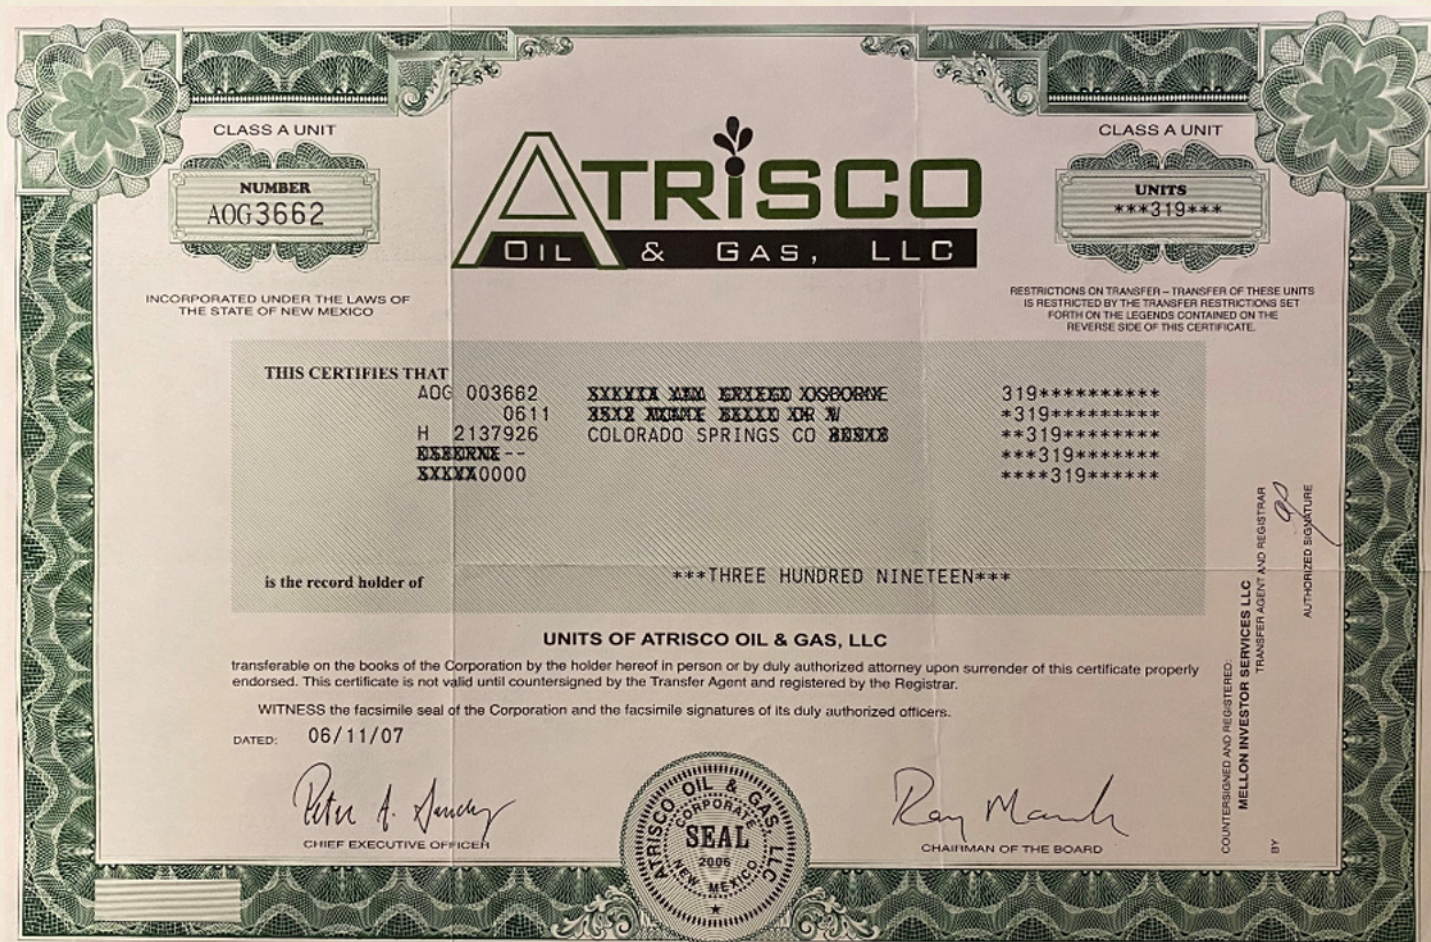 CLASS A UNIT
NUMBER
AOG3662
ATRISCO
OIL & GAS, LLC
CLASS A UNIT
UNITS
***319***
INCORPORATED UNDER THE LAWS OF
THE STATE OF NEW MEXICO
RESTRICTIONS ON TRANSFER – TRANSFER OF THESE UNITS
IS RESTRICTED BY THE TRANSFER RESTRICTIONS SET
FORTH ON THE LEGENDS CONTAINED ON THE
REVERSE SIDE OF THIS CERTIFICATE.
THIS CERTIFIES THAT
AOG 003662 319**********
0611 *319*********
H 2137926 COLORADO SPRINGS CO **319********
-- ***319*******
0000 ****319******
is the record holder of ***THREE HUNDRED NINETEEN***
UNITS OF ATRISCO OIL & GAS, LLC
transferable on the books of the Corporation by the holder hereof in person or by duly authorized attorney upon surrender of this certificate properly
endorsed. This certificate is not valid until countersigned by the Transfer Agent and registered by the Registrar.
WITNESS the facsimile seal of the Corporation and the facsimile signatures of its duly authorized officers.
DATED: 06/11/07
Peter A.
CHIEF EXECUTIVE OFFICER
ATRISCO OIL & GAS, LLC
CORPORATE
SEAL
2006
NEW MEXICO
Ray
CHAIRMAN OF THE BOARD
COUNTERSIGNED AND REGISTERED:
MELLON INVESTOR SERVICES LLC
TRANSFER AGENT AND REGISTRAR
BY
AUTHORIZED SIGNATURE